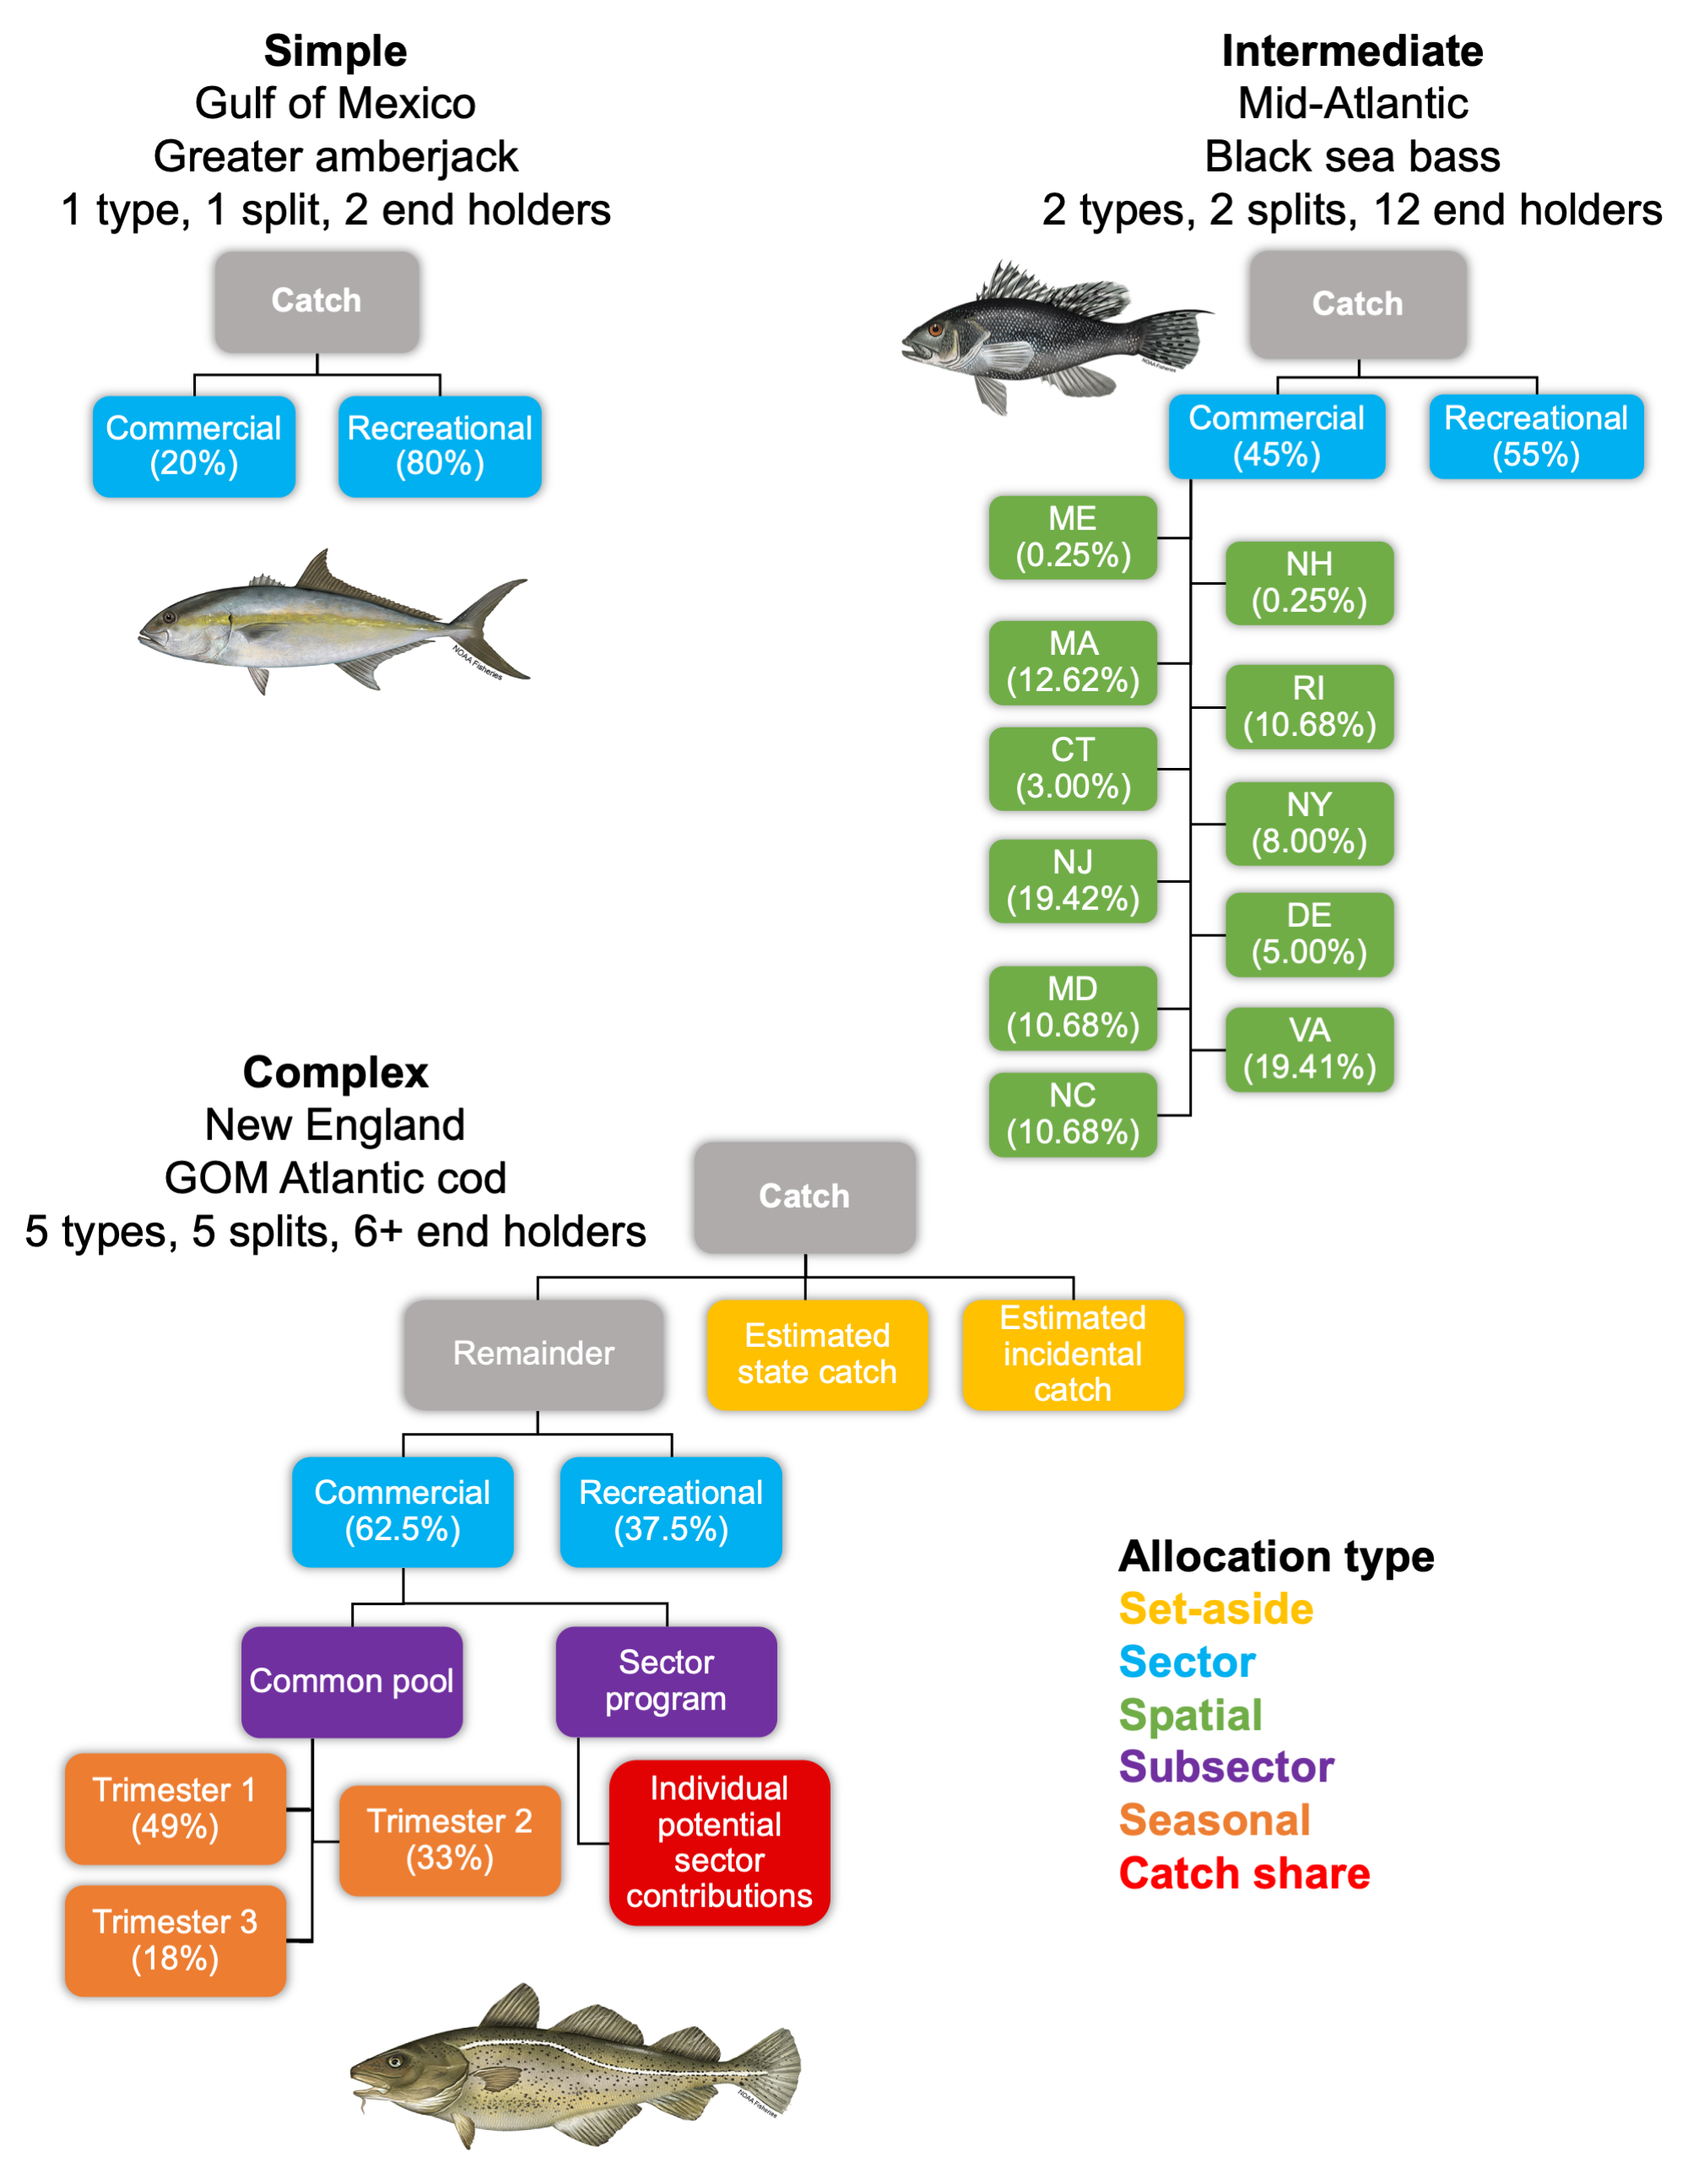 Simple
Gulf of Mexico
Greater amberjack
1 type, 1 split, 2 end holders
Catch
Commercial
(20%)
Recreational
(80%)
NOAA Fisheries
Intermediate
Mid-Atlantic
Black sea bass
2 types, 2 splits, 12 end holders
Catch
NOAA Fisheries
Commercial
(45%)
Recreational
(55%)
ME
(0.25%)
NH
(0.25%)
MA
(12.62%)
RI
(10.68%)
CT
(3.00%)
NY
(8.00%)
NJ
(19.42%)
DE
(5.00%)
MD
(10.68%)
VA
(19.41%)
NC
(10.68%)
Complex
New England
GOM Atlantic cod
5 types, 5 splits, 6+ end holders
Catch
Remainder
Estimated
state catch
Estimated
incidental
catch
Commercial
(62.5%)
Recreational
(37.5%)
Common pool
Sector
program
Trimester 1
(49%)
Trimester 2
(33%)
Trimester 3
(18%)
Individual
potential
sector
contributions
NOAA Fisheries
Allocation type
Set-aside
Sector
Spatial
Subsector
Seasonal
Catch share